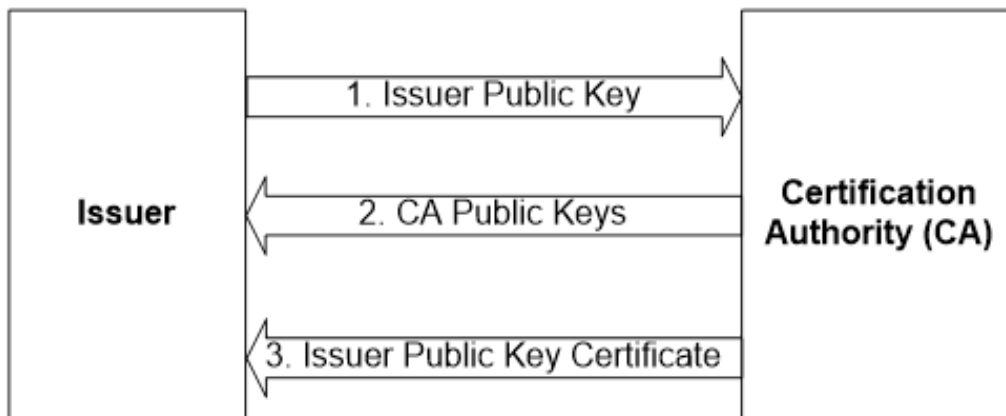 1. Issuer Public Key
Issuer
2. CA Public Keys
Certification
Authority (CA)
3. Issuer Public Key Certificate